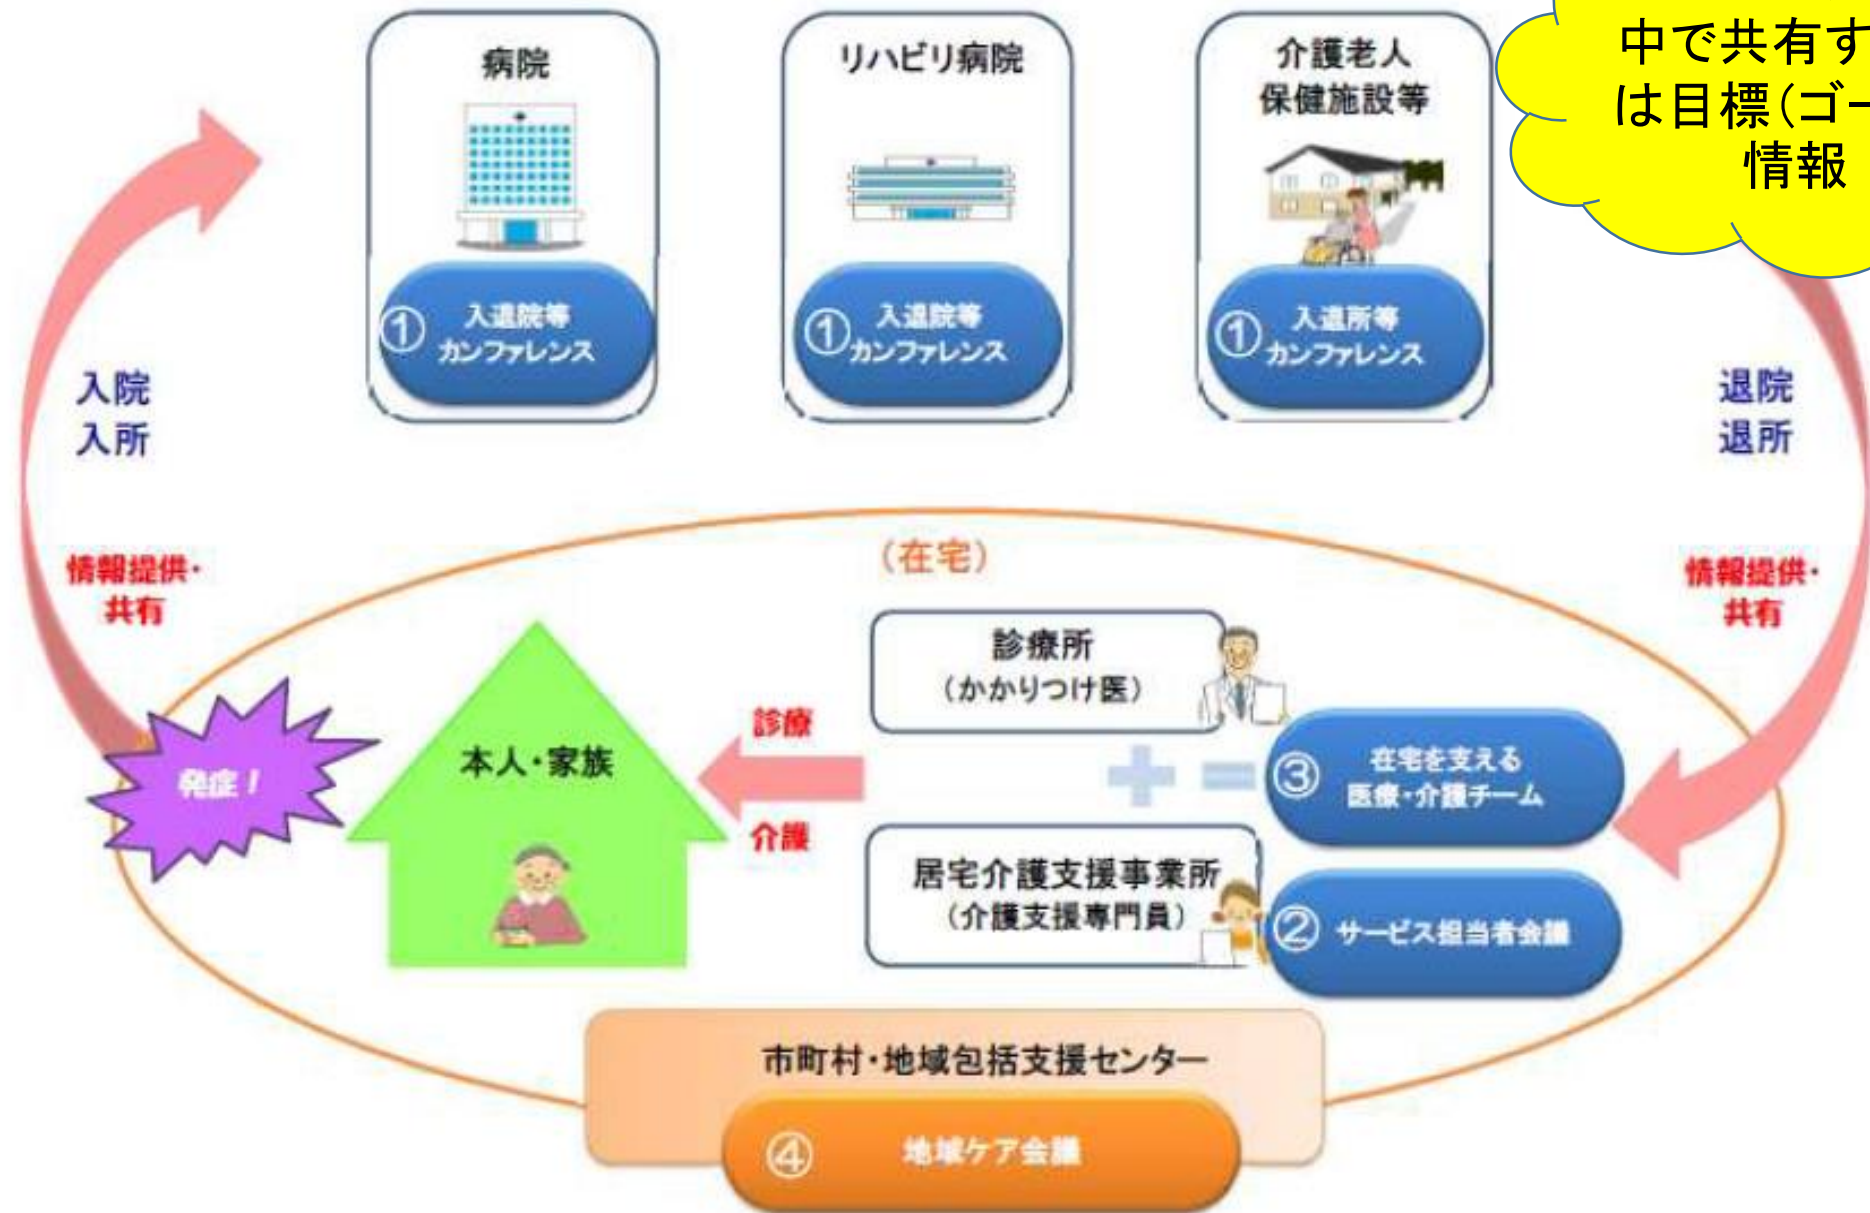 病院
リハビリ病院
介護老人
保健施設等
中で共有す
は目標(ゴー
情報
① 入退院等
カンファレンス
① 入退院等
カンファレンス
① 入退所等
カンファレンス
入院
入所
退院
退所
情報提供・
共有
情報提供・
共有
(在宅)
発症!
本人・家族
診療
介護
診療所
(かかりつけ医)
③ 在宅を支える
医療・介護チーム
居宅介護支援事業所
(介護支援専門員)
② サービス担当者会議
市町村・地域包括支援センター
④ 地域ケア会議